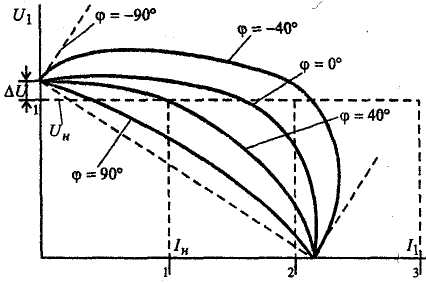 U₁
φ = –90°
φ = –40°
φ = 0°
ΔU
1
Uн
φ = 40°
φ = 90°
Iн
I₁
1
2
3